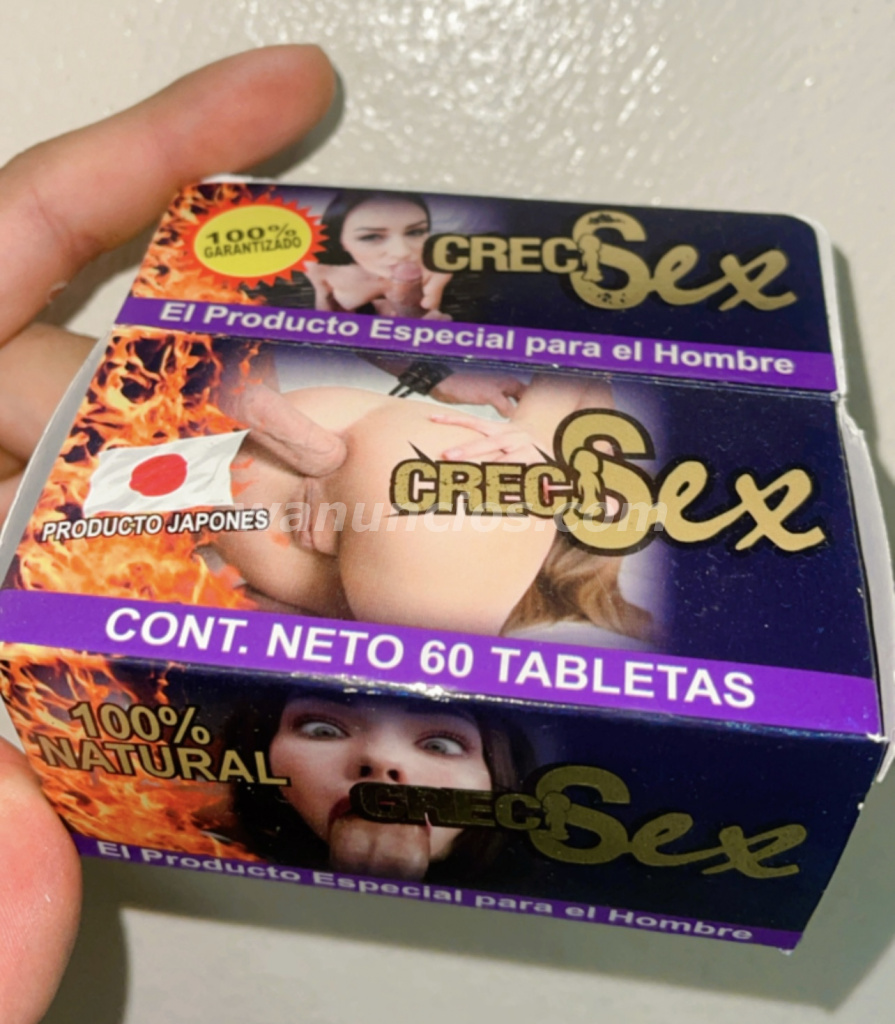 100%
GARANTIZADO
CRECiSex
El Producto Especial para el Hombre
CRECiSex
PRODUCTO JAPONES
CONT. NETO 60 TABLETAS
100%
NATURAL
CRECiSex
El Producto Especial para el Hombre